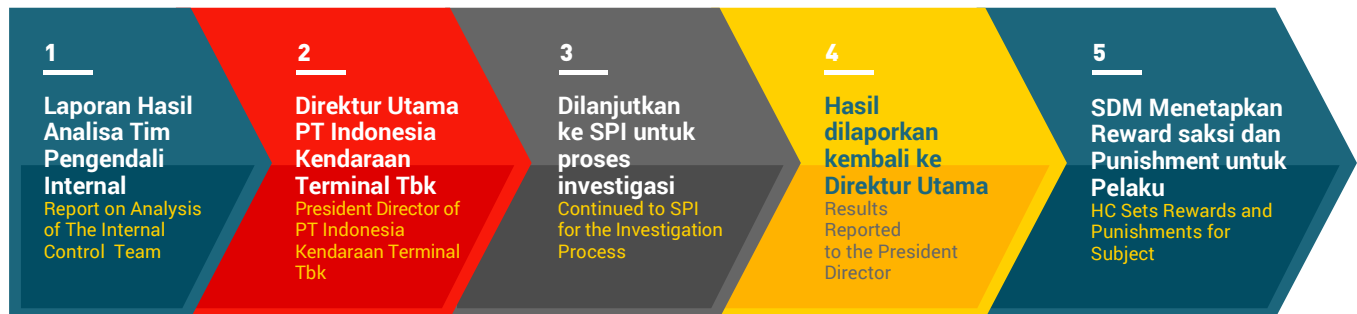 1
Laporan Hasil
Analisa Tim
Pengendali
Internal
Report on Analysis
of The Internal
Control Team
2
Direktur Utama
PT Indonesia
Kendaraan
Terminal Tbk
President Director of
PT Indonesia
Kendaraan Terminal
Tbk
3
Dilanjutkan
ke SPI untuk
proses
investigasi
Continued to SPI
for the Investigation
Process
4
Hasil
dilaporkan
kembali ke
Direktur Utama
Results
Reported
to the President
Director
5
SDM Menetapkan
Reward saksi dan
Punishment untuk
Pelaku
HC Sets Rewards and
Punishments for
Subject